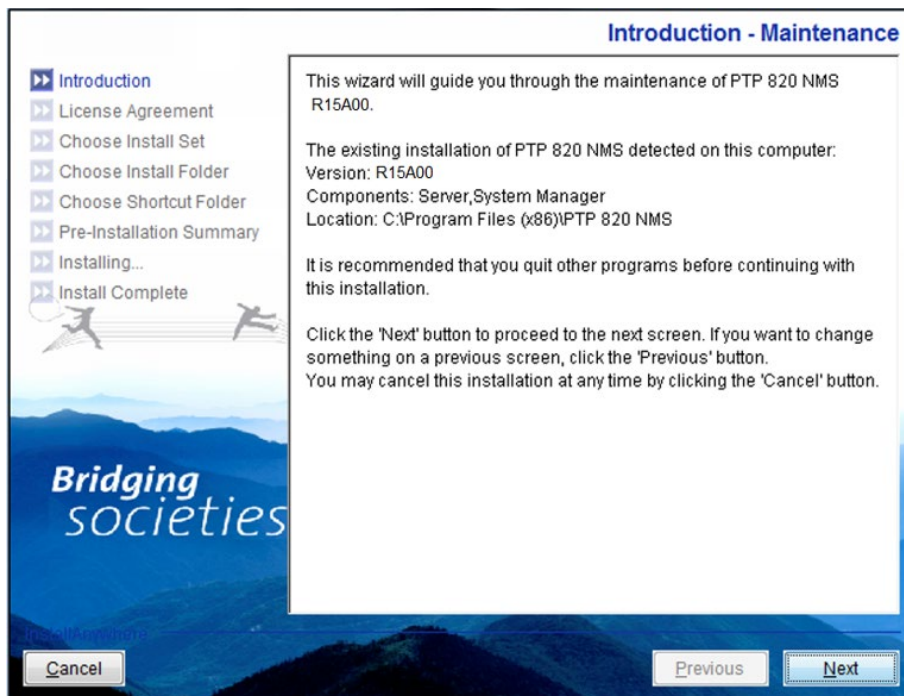 Introduction - Maintenance
Introduction
License Agreement
Choose Install Set
Choose Install Folder
Choose Shortcut Folder
Pre-Installation Summary
Installing...
Install Complete
This wizard will guide you through the maintenance of PTP 820 NMS
R15A00.
The existing installation of PTP 820 NMS detected on this computer:
Version: R15A00
Components: Server,System Manager
Location: C:\Program Files (x86)\PTP 820 NMS
It is recommended that you quit other programs before continuing with
this installation.
Click the 'Next' button to proceed to the next screen. If you want to change
something on a previous screen, click the 'Previous' button.
You may cancel this installation at any time by clicking the 'Cancel' button.
Bridging
societies
InstallAnywhere
Cancel
Previous
Next